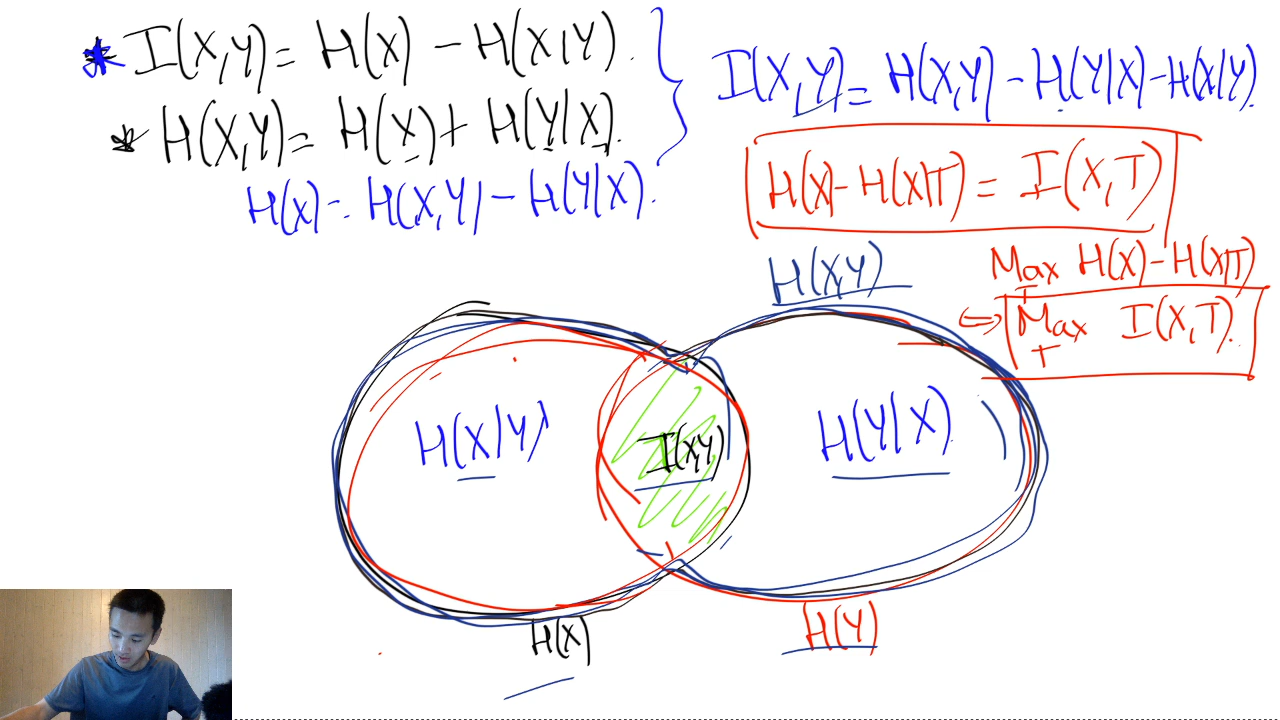 * I(X,Y) = H(X) - H(X|Y).
* H(X,Y) = H(X) + H(Y|X).
H(X) = H(X,Y) - H(Y|X).
I(X,Y) = H(X,Y) - H(Y|X) - H(X|Y).
H(X) - H(X|T) = I(X,T)
Max H(X) - H(X|T)
T
⇔ Max I(X,T).
T
H(X,Y)
H(X|Y)
I(X,Y)
H(Y|X)
H(X)
H(Y)